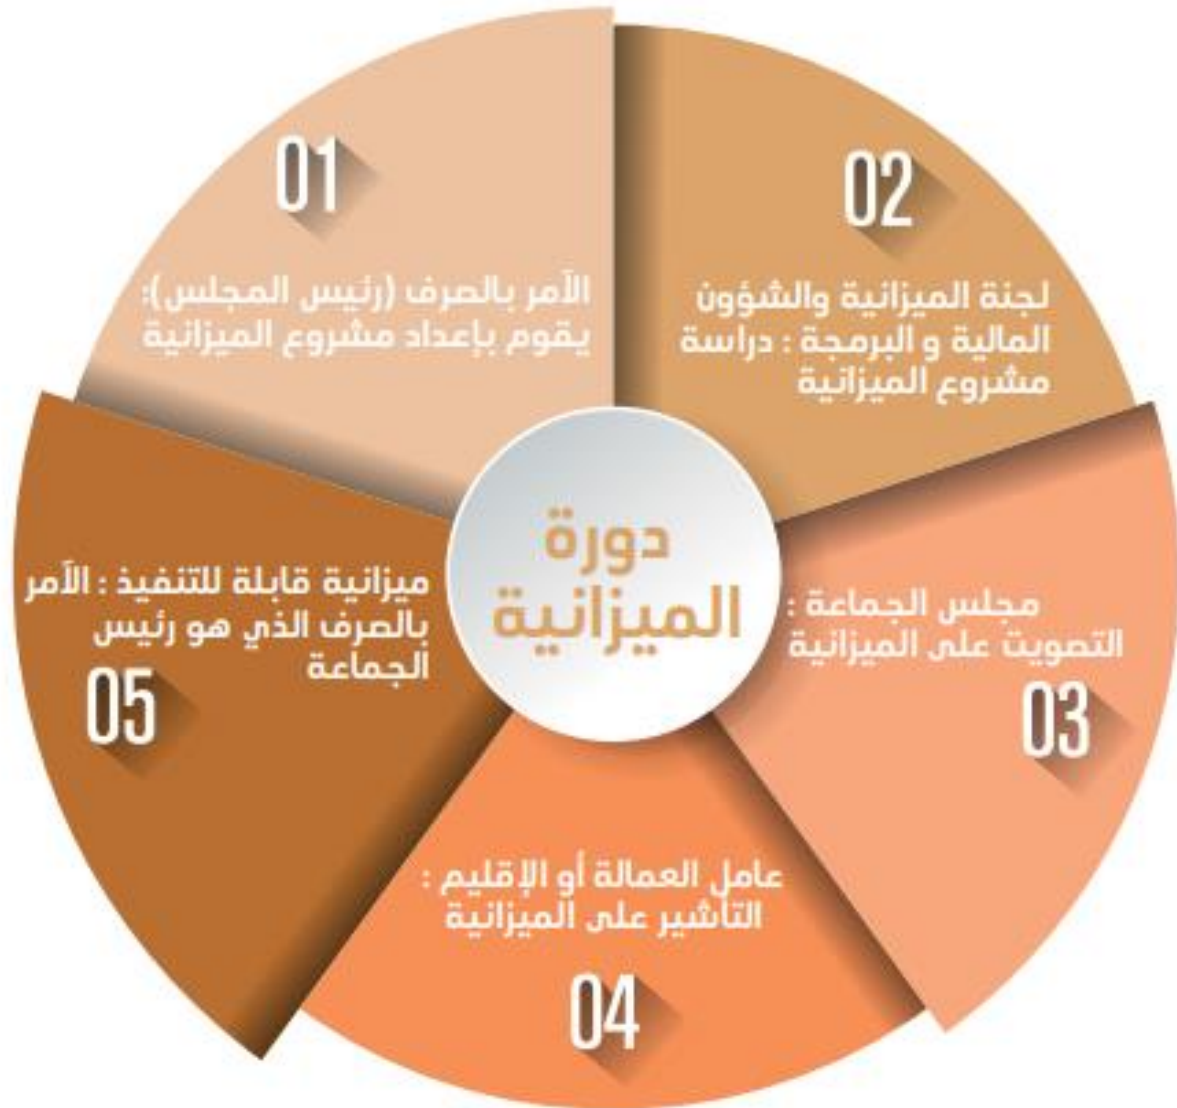 دورة
الميزانية
01
الآمر بالصرف (رئيس المجلس):
يقوم بإعداد مشروع الميزانية
02
لجنة الميزانية والشؤون
المالية و البرمجة : دراسة
مشروع الميزانية
مجلس الجماعة :
التصويت على الميزانية
03
عامل العمالة أو الإقليم :
التأشير على الميزانية
04
ميزانية قابلة للتنفيذ : الآمر
بالصرف الذي هو رئيس
الجماعة
05